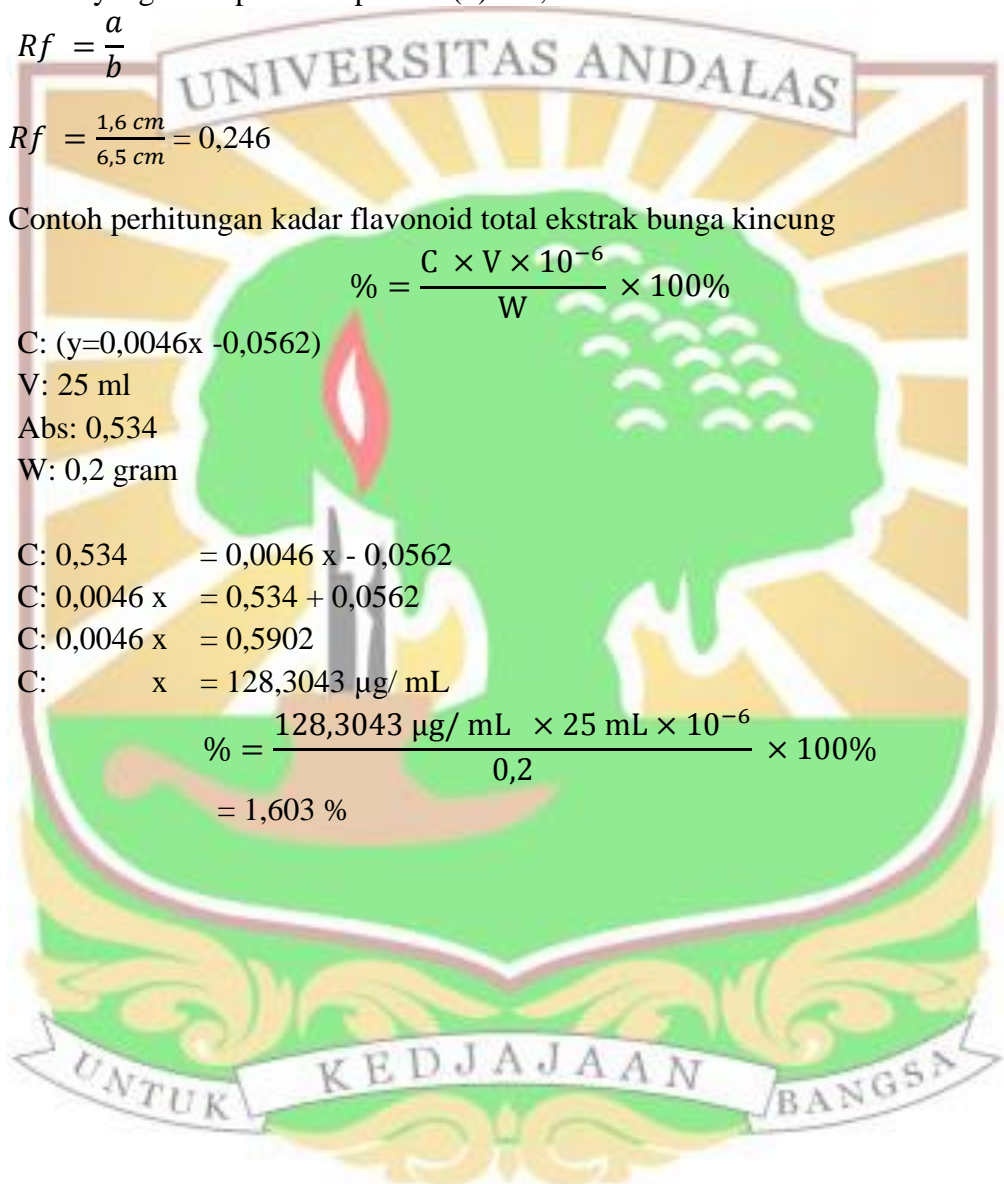 Rf = a/b
UNIVERSITAS ANDALAS
Rf = 1,6 cm/6,5 cm = 0,246
Contoh perhitungan kadar flavonoid total ekstrak bunga kincung
% = C × V × 10⁻⁶/W × 100%
C: (y=0,0046x -0,0562)
V: 25 ml
Abs: 0,534
W: 0,2 gram
C: 0,534 = 0,0046 x - 0,0562
C: 0,0046 x = 0,534 + 0,0562
C: 0,0046 x = 0,5902
C: x = 128,3043 µg/ mL
% = 128,3043 µg/ mL × 25 mL × 10⁻⁶/0,2 × 100%
= 1,603 %
UNTUK KEDJAJAAN BANGSA